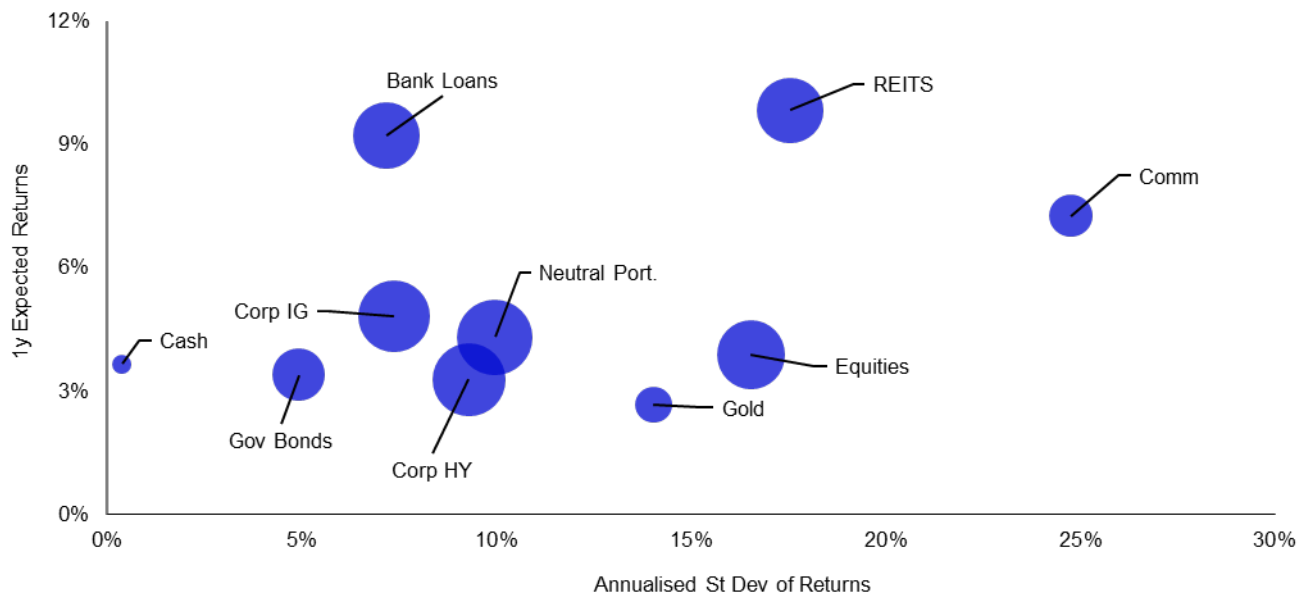 12%
Bank Loans
REITS
9%
Comm
1y Expected Returns
6%
Neutral Port.
Corp IG
Cash
Equities
3%
Gold
Gov Bonds
Corp HY
0%
0%
5%
10%
15%
20%
25%
30%
Annualised St Dev of Returns